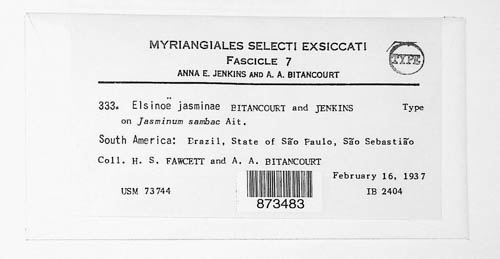 MYRIANGIALES SELECTI EXSICCATI
FASCICLE 7
ANNA E. JENKINS AND A. A. BITANCOURT
TYPE
333. Elsinoë jasminae BITANCOURT and JENKINS Type
on Jasminum sambac Ait.
South America: Brazil, State of São Paulo, São Sebastião
Coll. H. S. FAWCETT and A. A. BITANCOURT
February 16, 1937
USM 73744 IB 2404
873483